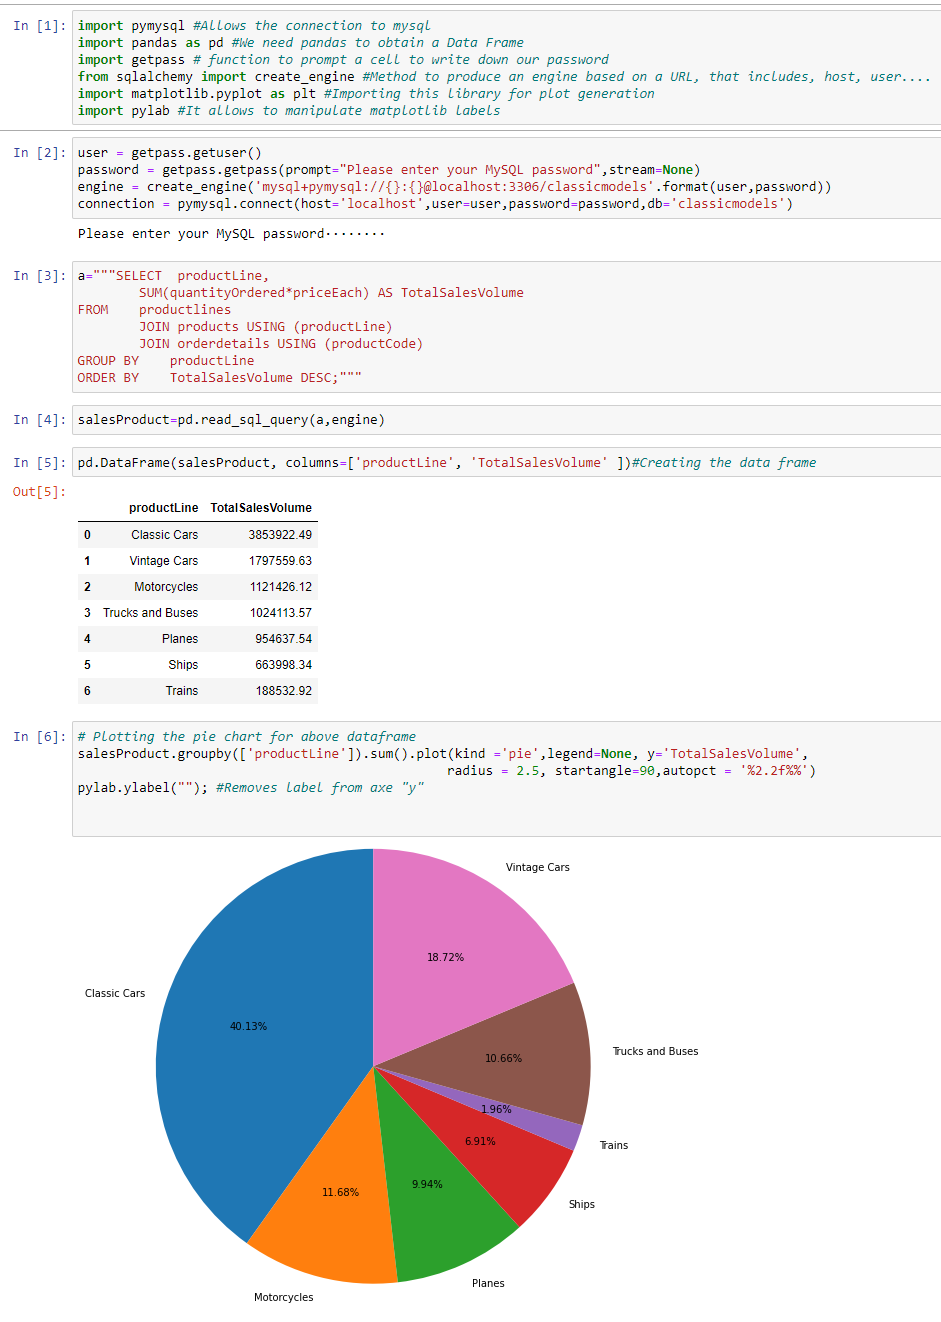 In [1]: import pymysql #Allows the connection to mysql
import pandas as pd #We need pandas to obtain a Data Frame
import getpass # function to prompt a cell to write down our password
from sqlalchemy import create_engine #Method to produce an engine based on a URL, that includes, host, user....
import matplotlib.pyplot as plt #Importing this library for plot generation
import pylab #It allows to manipulate matplotlib labels
In [2]: user = getpass.getuser()
password = getpass.getpass(prompt="Please enter your MySQL password",stream=None)
engine = create_engine('mysql+pymysql://{}:{}@localhost:3306/classicmodels'.format(user,password))
connection = pymysql.connect(host='localhost',user=user,password=password,db='classicmodels')
Please enter your MySQL password········
In [3]: a="""SELECT  productLine,
        SUM(quantityOrdered*priceEach) AS TotalSalesVolume
FROM    productlines
        JOIN products USING (productLine)
        JOIN orderdetails USING (productCode)
GROUP BY    productLine
ORDER BY    TotalSalesVolume DESC;"""
In [4]: salesProduct=pd.read_sql_query(a,engine)
In [5]: pd.DataFrame(salesProduct, columns=['productLine', 'TotalSalesVolume' ])#Creating the data frame
Out[5]:
productLine TotalSalesVolume
0 Classic Cars 3853922.49
1 Vintage Cars 1797559.63
2 Motorcycles 1121426.12
3 Trucks and Buses 1024113.57
4 Planes 954637.54
5 Ships 663998.34
6 Trains 188532.92
In [6]: # Plotting the pie chart for above dataframe
salesProduct.groupby(['productLine']).sum().plot(kind ='pie',legend=None, y='TotalSalesVolume',
                                                radius = 2.5, startangle=90,autopct = '%2.2f%%')
pylab.ylabel(""); #Removes label from axe "y"
Vintage Cars
18.72%
Classic Cars
40.13%
Trucks and Buses
10.66%
1.96%
Trains
6.91%
9.94%
11.68%
Ships
Planes
Motorcycles